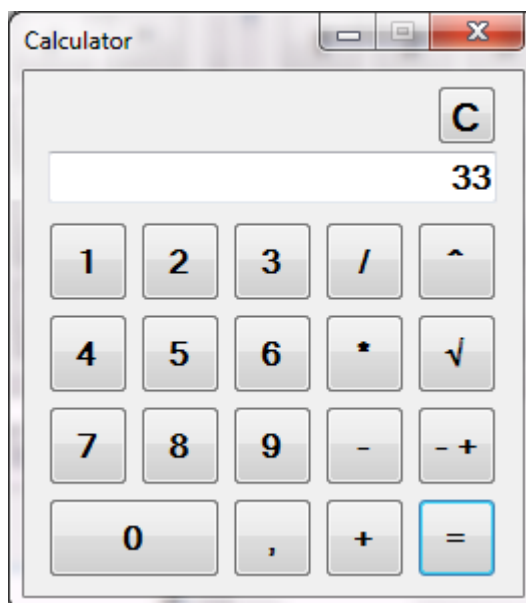 Calculator
C
33
1 2 3 / ^
4 5 6 * √
7 8 9 - - +
0 , + =